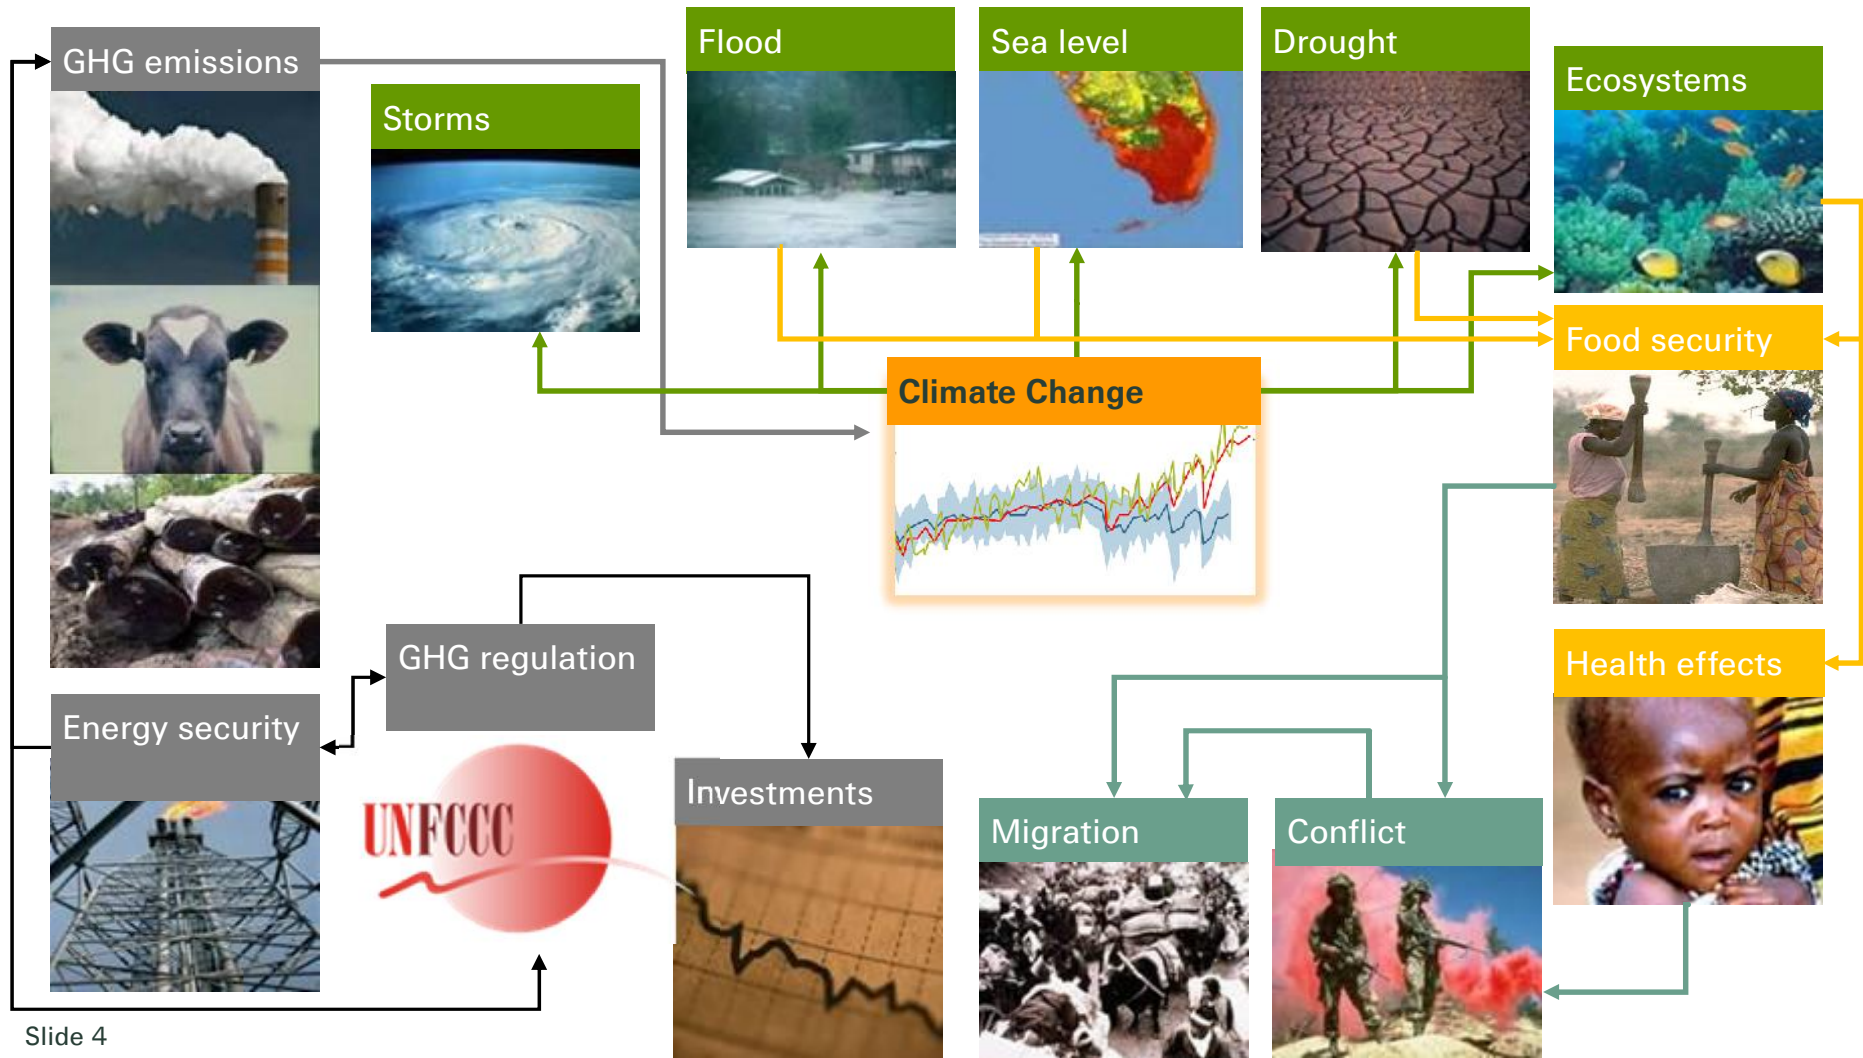 GHG emissions
Storms
Flood
Sea level
Drought
Ecosystems
Food security
Climate Change
GHG regulation
Health effects
Energy security
UNFCCC
Investments
Migration
Conflict
Slide 4